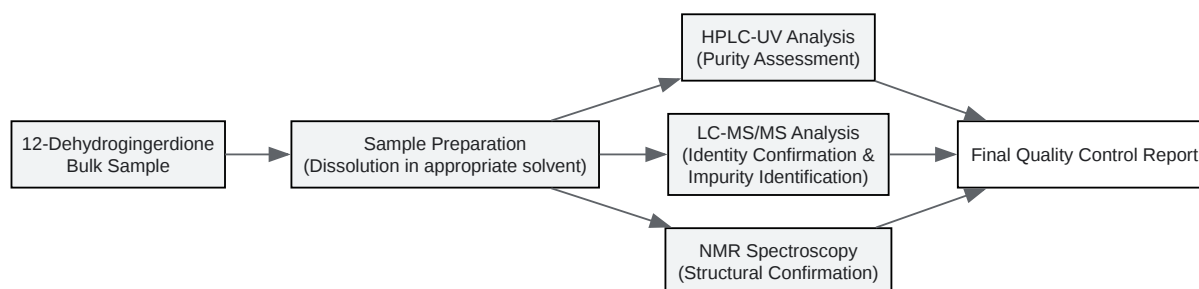 12-Dehydrogingerdione
Bulk Sample
Sample Preparation
(Dissolution in appropriate solvent)
HPLC-UV Analysis
(Purity Assessment)
LC-MS/MS Analysis
(Identity Confirmation &
Impurity Identification)
NMR Spectroscopy
(Structural Confirmation)
Final Quality Control Report